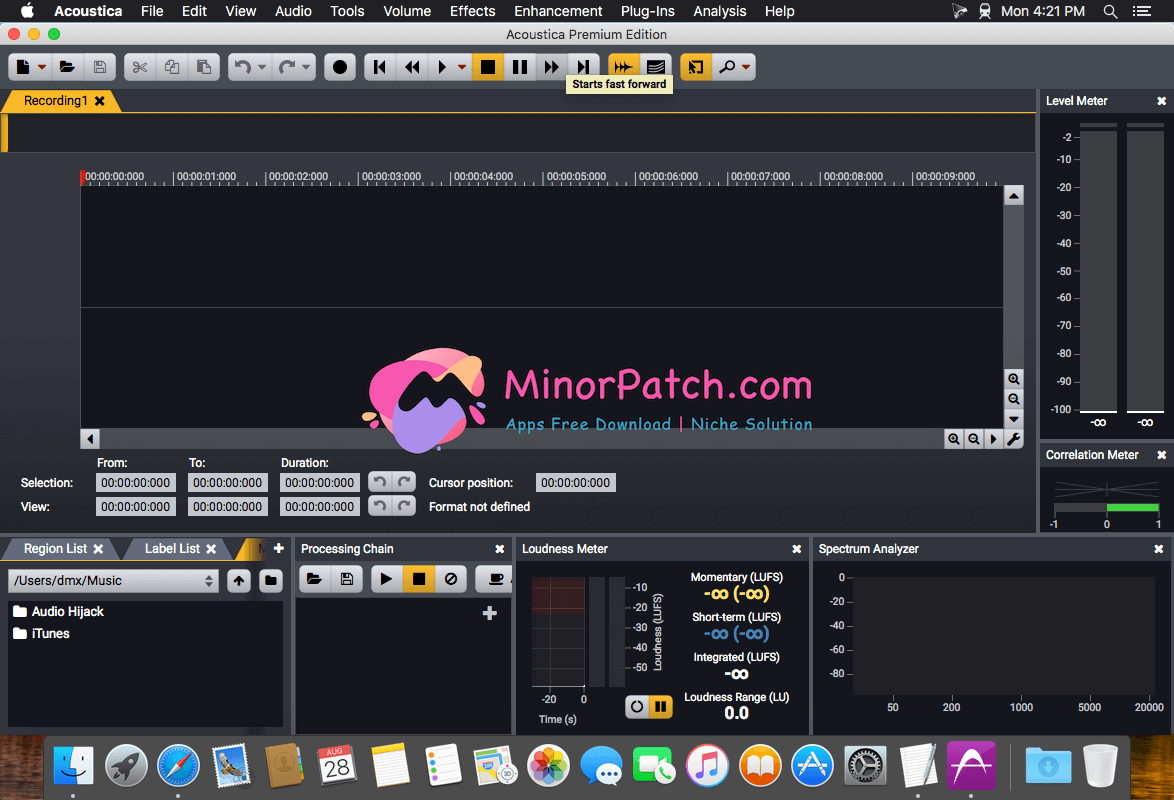 Acoustica File Edit View Audio Tools Volume Effects Enhancement Plug-Ins Analysis Help Mon 4:21 PM
Acoustica Premium Edition
Starts fast forward
Recording1
00:00:00:000 00:00:01:000 00:00:02:000 00:00:03:000 00:00:04:000 00:00:05:000 00:00:06:000 00:00:07:000 00:00:08:000 00:00:09:000
Level Meter
-2
-10
-20
-30
-40
-50
-60
-70
-80
-90
-100
-∞ -∞
MinorPatch.com
Apps Free Download | Niche Solution
From: To: Duration:
Selection: 00:00:00:000 00:00:00:000 00:00:00:000 Cursor position: 00:00:00:000
View: 00:00:00:000 00:00:00:000 00:00:00:000 Format not defined
Correlation Meter
-1 0 1
Region List Label List
/Users/dmx/Music
Audio Hijack
iTunes
Processing Chain
Loudness Meter
-10
-20
-30
-40
-50
Loudness (LUFS)
-20 0
Time (s)
Momentary (LUFS)
-∞ (-∞)
Short-term (LUFS)
-∞ (-∞)
Integrated (LUFS)
-∞
Loudness Range (LU)
0.0
Spectrum Analyzer
0
-20
-40
-60
-80
50 200 1000 5000 20000
AUG
28
3D